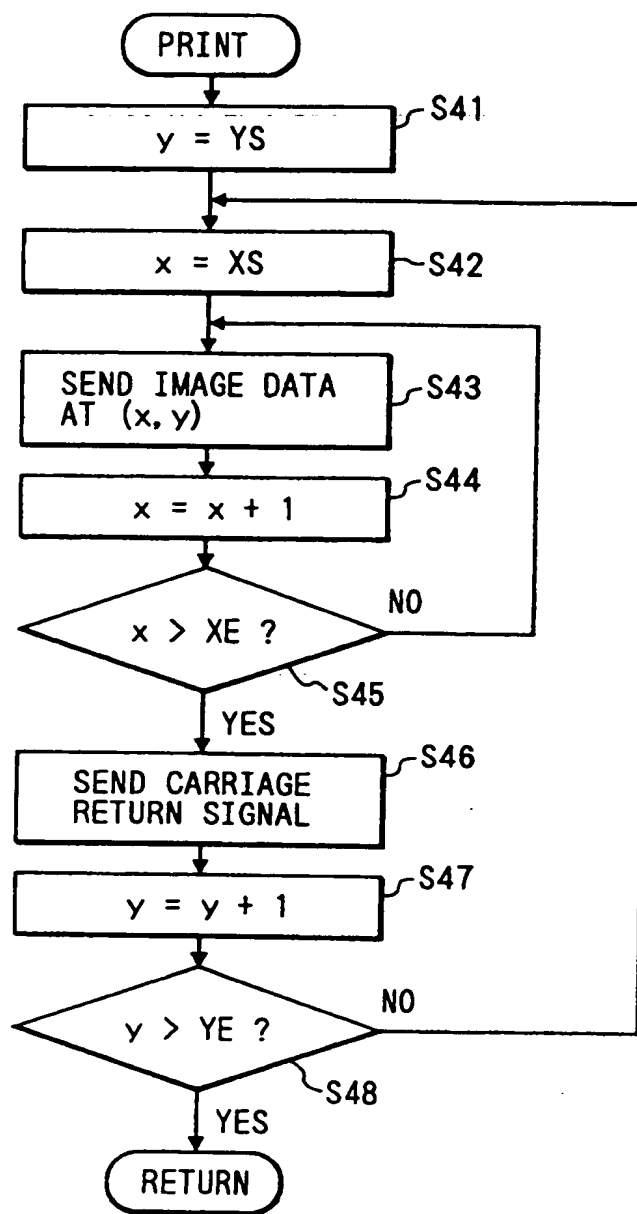 PRINT
S41
y = YS
x = XS
S42
SEND IMAGE DATA
AT (x, y)
S43
S44
x = x + 1
x > XE ?
NO
S45
YES
SEND CARRIAGE
RETURN SIGNAL
S46
S47
y = y + 1
y > YE ?
NO
S48
YES
RETURN